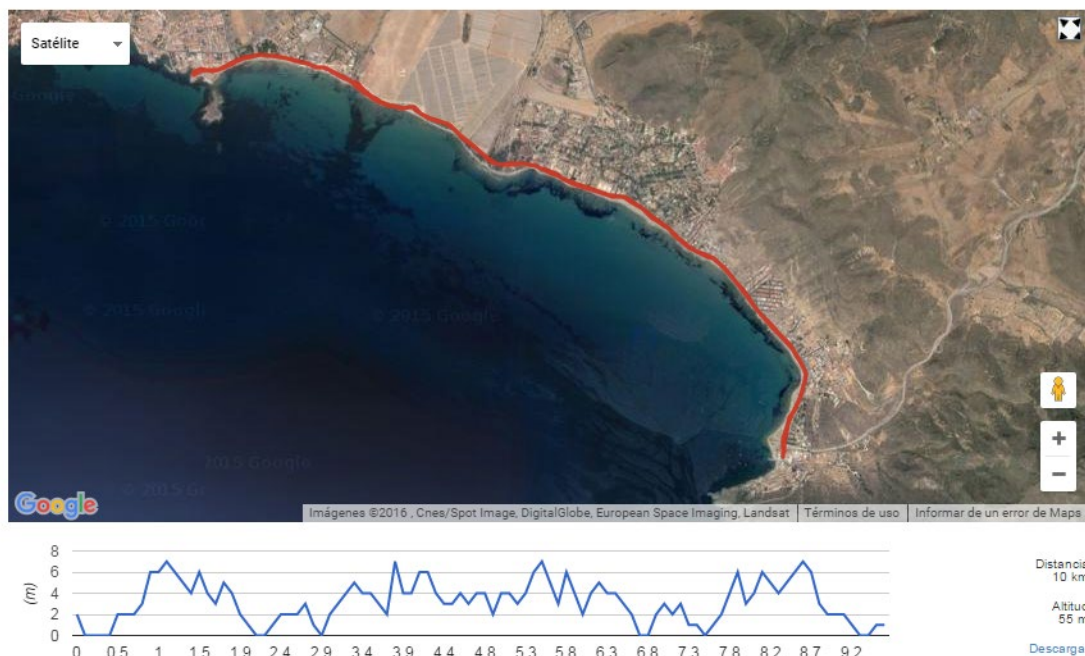 Satélite
Google
© 2015 Google
© 2015 Google
© 2015 Google
2015 Google
© 2015 Gr
Google
Imágenes ©2016 , Cnes/Spot Image, DigitalGlobe, European Space Imaging, Landsat
Términos de uso
Informar de un error de Maps
8
6
4
2
0
(m)
0 0.5 1 1.5 1.9 2.4 2.9 3.4 3.9 4.4 4.8 5.3 5.8 6.3 6.8 7.3 7.8 8.2 8.7 9.2
Distancia
10 km
Altitud
55 m
Descarga